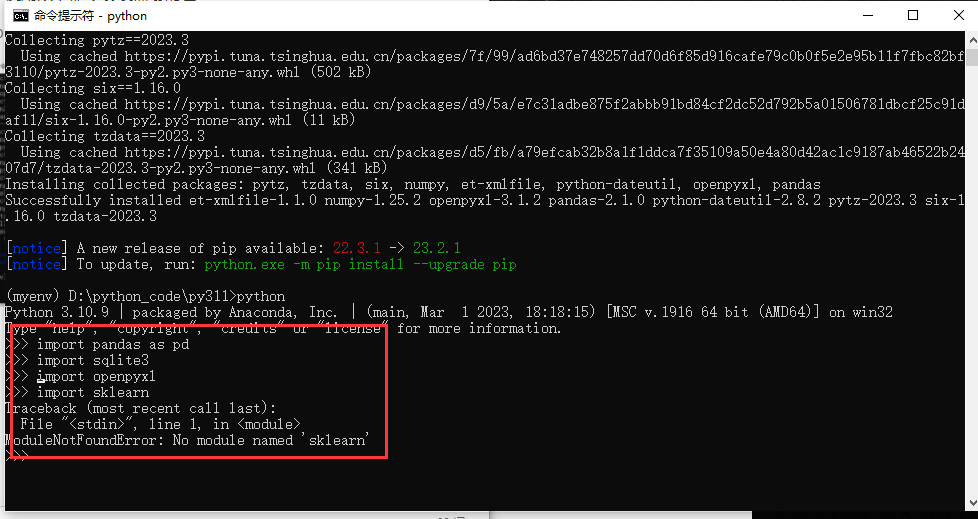 命令提示符 - python
Collecting pytz==2023.3
Using cached https://pypi.tuna.tsinghua.edu.cn/packages/7f/99/ad6bd37e748257dd70d6f85d916cafe79c0b0f5e2e95b11f7fbc82bf
3110/pytz-2023.3-py2.py3-none-any.whl (502 kB)
Collecting six==1.16.0
Using cached https://pypi.tuna.tsinghua.edu.cn/packages/d9/5a/e7c31adbe875f2abbb91bd84cf2dc52d792b5a01506781dbcf25c91d
af11/six-1.16.0-py2.py3-none-any.whl (11 kB)
Collecting tzdata==2023.3
Using cached https://pypi.tuna.tsinghua.edu.cn/packages/d5/fb/a79efcab32b8a1f1ddca7f35109a50e4a80d42ac1c9187ab46522b24
07d7/tzdata-2023.3-py2.py3-none-any.whl (341 kB)
Installing collected packages: pytz, tzdata, six, numpy, et-xmlfile, python-dateutil, openpyxl, pandas
Successfully installed et-xmlfile-1.1.0 numpy-1.25.2 openpyxl-3.1.2 pandas-2.1.0 python-dateutil-2.8.2 pytz-2023.3 six-1
.16.0 tzdata-2023.3
[notice] A new release of pip available: 22.3.1 -> 23.2.1
[notice] To update, run: python.exe -m pip install --upgrade pip
(myenv) D:\python_code\py311>python
Python 3.10.9 | packaged by Anaconda, Inc. | (main, Mar  1 2023, 18:18:15) [MSC v.1916 64 bit (AMD64)] on win32
Type "help", "copyright", "credits" or "license" for more information.
>>> import pandas as pd
>>> import sqlite3
>>> import openpyxl
>>> import sklearn
Traceback (most recent call last):
File "<stdin>", line 1, in <module>
ModuleNotFoundError: No module named 'sklearn'
>>>